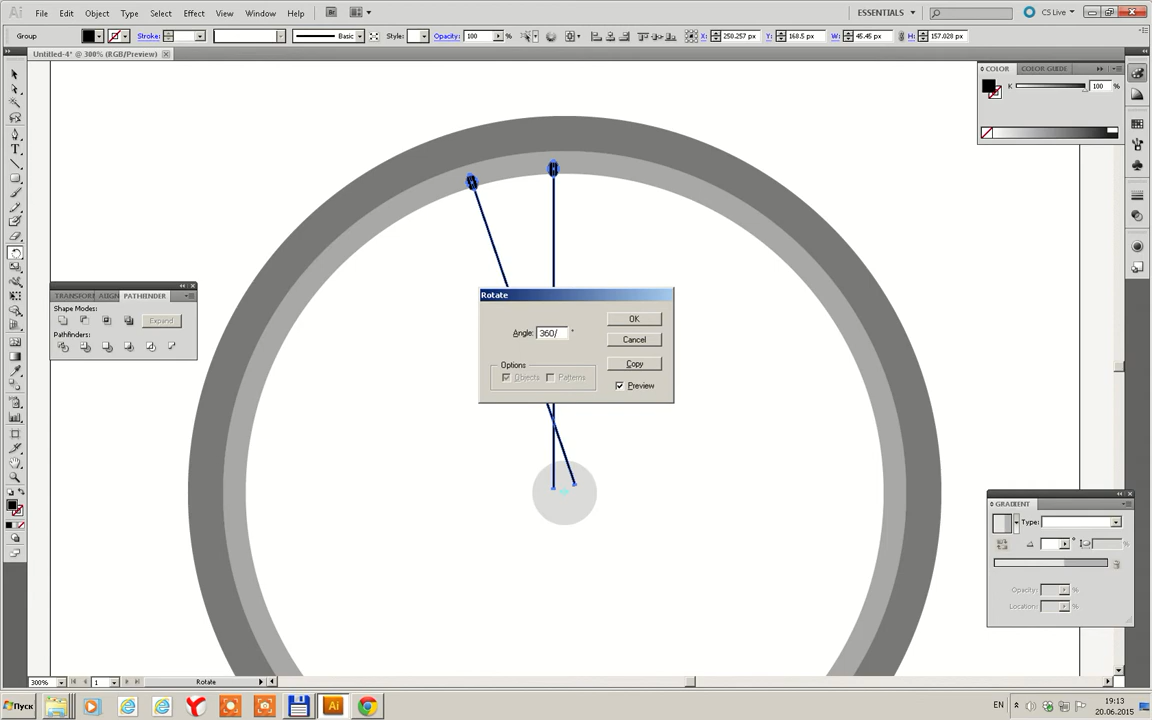 Ai File Edit Object Type Select Effect View Window Help Br ESSENTIALS CS Live
Group Stroke: Basic Style: Opacity: 100 % X: 250.257 px Y: 168.5 px W: 45.45 px H: 157.028 px
Untitled-4* @ 300% (RGB/Preview)
COLOR COLOR GUIDE
K 100 %
Rotate
Angle: 360/ °
OK
Cancel
Options
Objects Patterns
Copy
Preview
TRANSFORM ALIGN PATHFINDER
Shape Modes:
Expand
Pathfinders:
GRADIENT
Type:
°
%
Opacity: %
Location: %
300% 1 Rotate
Пуск Ai EN 19:13
20.06.2015